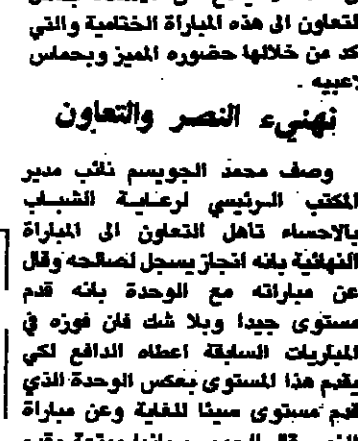 التعاون الى هذه المباراة الختامية والتي
كد من خلالها حضوره المميز وبحماس
لاعبيه .
نهنىء النصر والتعاون
وصف محمد الجويسم نائب مدير
المكتب الرئيسي لرعاية الشباب
بالاحساء تاهل التعاون الى المباراة
النهائية بانه انجاز يسجل لصالحه وقال
عن مباراته مع الوحدة بانه قدم
مستوى جيدا وبلا شك فان فوزه في
المباريات السابقة اعطاه الدافع لكي
يقدم هذا المستوى بعكس الوحدة الذي
قدم مستوى سيئا للغاية وعن مباراة